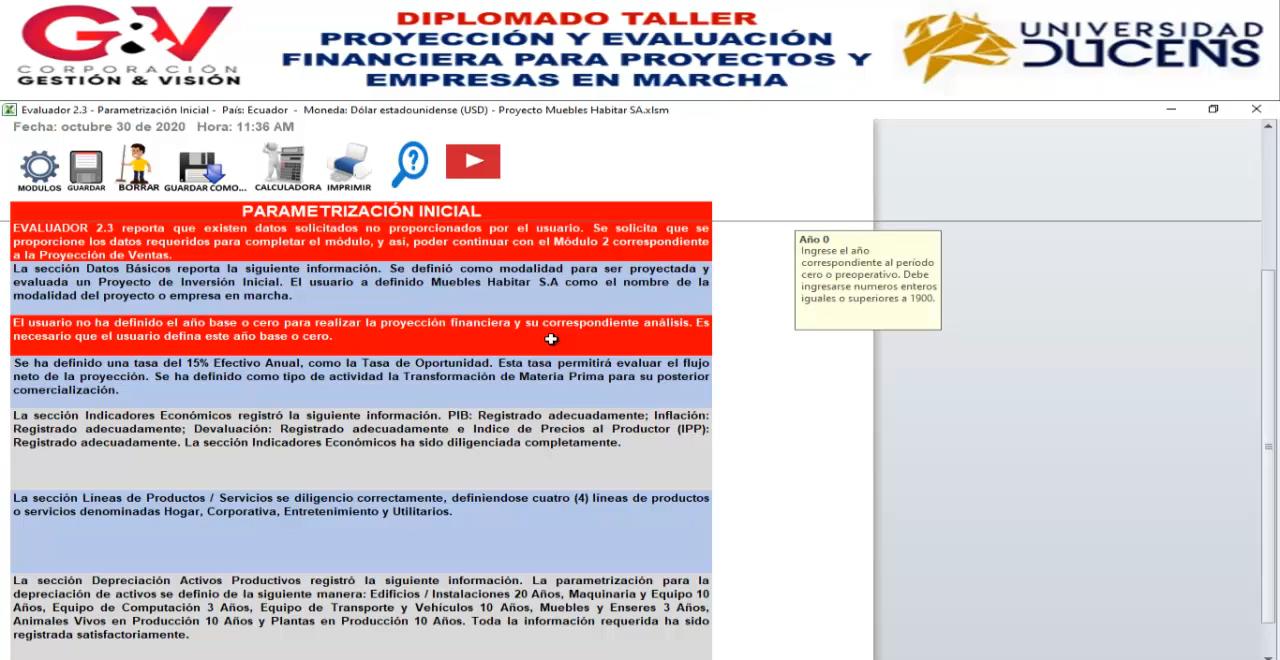 G&V
CORPORACIÓN
GESTIÓN & VISIÓN
DIPLOMADO TALLER
PROYECCIÓN Y EVALUACIÓN
FINANCIERA PARA PROYECTOS Y
EMPRESAS EN MARCHA
UNIVERSIDAD
DUCENS
Evaluador 2.3 - Parametrización Inicial - País: Ecuador - Moneda: Dólar estadounidense (USD) - Proyecto Muebles Habitar SA.xlsm
Fecha: octubre 30 de 2020 Hora: 11:36 AM
MODULOS GUARDAR BORRAR GUARDAR COMO... CALCULADORA IMPRIMIR
PARAMETRIZACIÓN INICIAL
EVALUADOR 2.3 reporta que existen datos solicitados no proporcionados por el usuario. Se solicita que se
proporcione los datos requeridos para completar el módulo, y así, poder continuar con el Módulo 2 correspondiente
a la Proyección de Ventas.
La sección Datos Básicos reporta la siguiente información. Se definió como modalidad para ser proyectada y
evaluada un Proyecto de Inversión Inicial. El usuario a definido Muebles Habitar S.A como el nombre de la
modalidad del proyecto o empresa en marcha.
El usuario no ha definido el año base o cero para realizar la proyección financiera y su correspondiente análisis. Es
necesario que el usuario defina este año base o cero.
Se ha definido una tasa del 15% Efectivo Anual, como la Tasa de Oportunidad. Esta tasa permitirá evaluar el flujo
neto de la proyección. Se ha definido como tipo de actividad la Transformación de Materia Prima para su posterior
comercialización.
La sección Indicadores Económicos registró la siguiente información. PIB: Registrado adecuadamente; Inflación:
Registrado adecuadamente; Devaluación: Registrado adecuadamente e Indice de Precios al Productor (IPP):
Registrado adecuadamente. La sección Indicadores Económicos ha sido diligenciada completamente.
La sección Líneas de Productos / Servicios se diligencio correctamente, definiendose cuatro (4) líneas de productos
o servicios denominadas Hogar, Corporativa, Entretenimiento y Utilitarios.
La sección Depreciación Activos Productivos registró la siguiente información. La parametrización para la
depreciación de activos se definio de la siguiente manera: Edificios / Instalaciones 20 Años, Maquinaria y Equipo 10
Años, Equipo de Computación 3 Años, Equipo de Transporte y Vehículos 10 Años, Muebles y Enseres 3 Años,
Animales Vivos en Producción 10 Años y Plantas en Producción 10 Años. Toda la información requerida ha sido
registrada satisfactoriamente.
Año 0
Ingrese el año
correspondiente al período
cero o preoperativo. Debe
ingresarse numeros enteros
iguales o superiores a 1900.